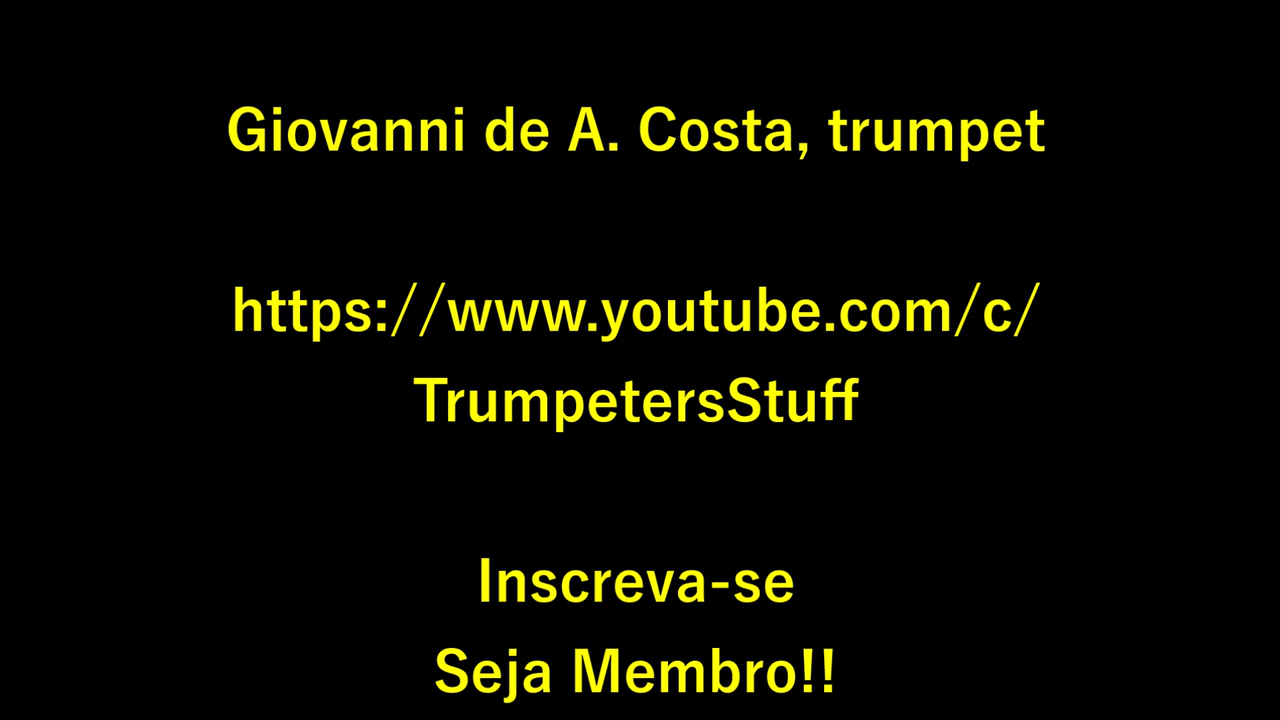 Giovanni de A. Costa, trumpet
https://www.youtube.com/c/
TrumpetersStuff
Inscreva-se
Seja Membro!!